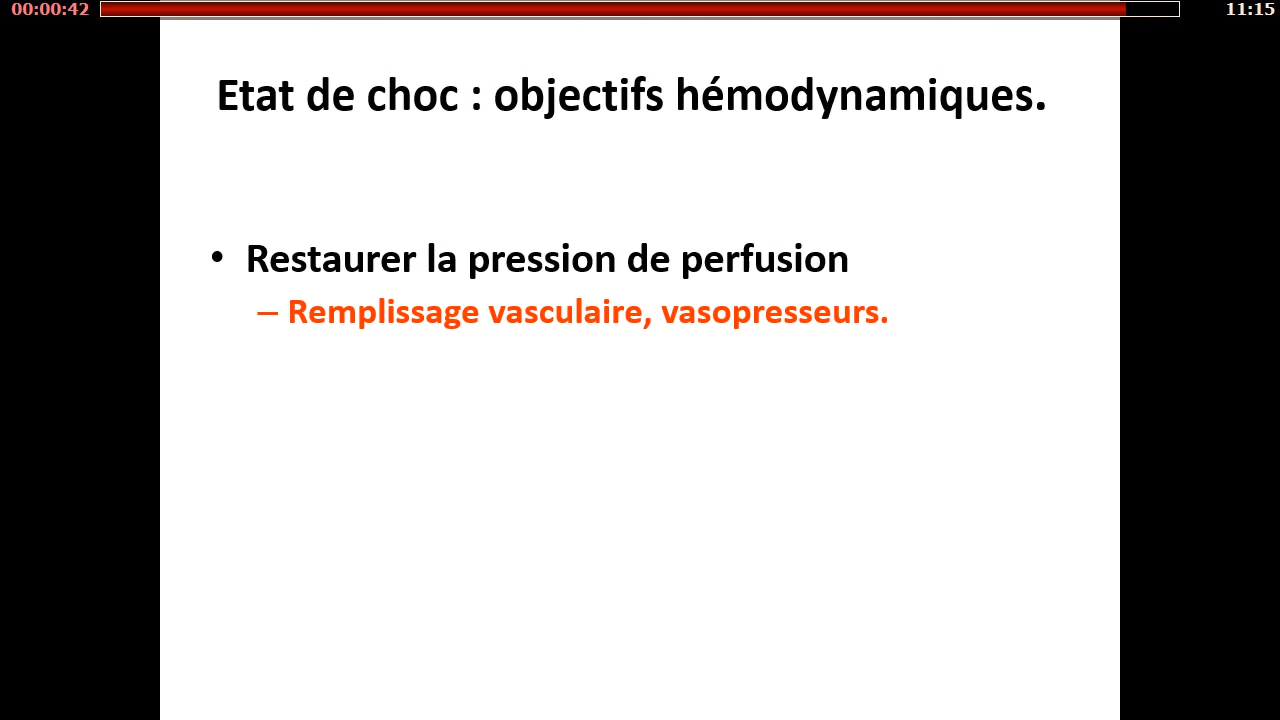 00:00:42
11:15
Etat de choc : objectifs hémodynamiques.
• Restaurer la pression de perfusion
– Remplissage vasculaire, vasopresseurs.